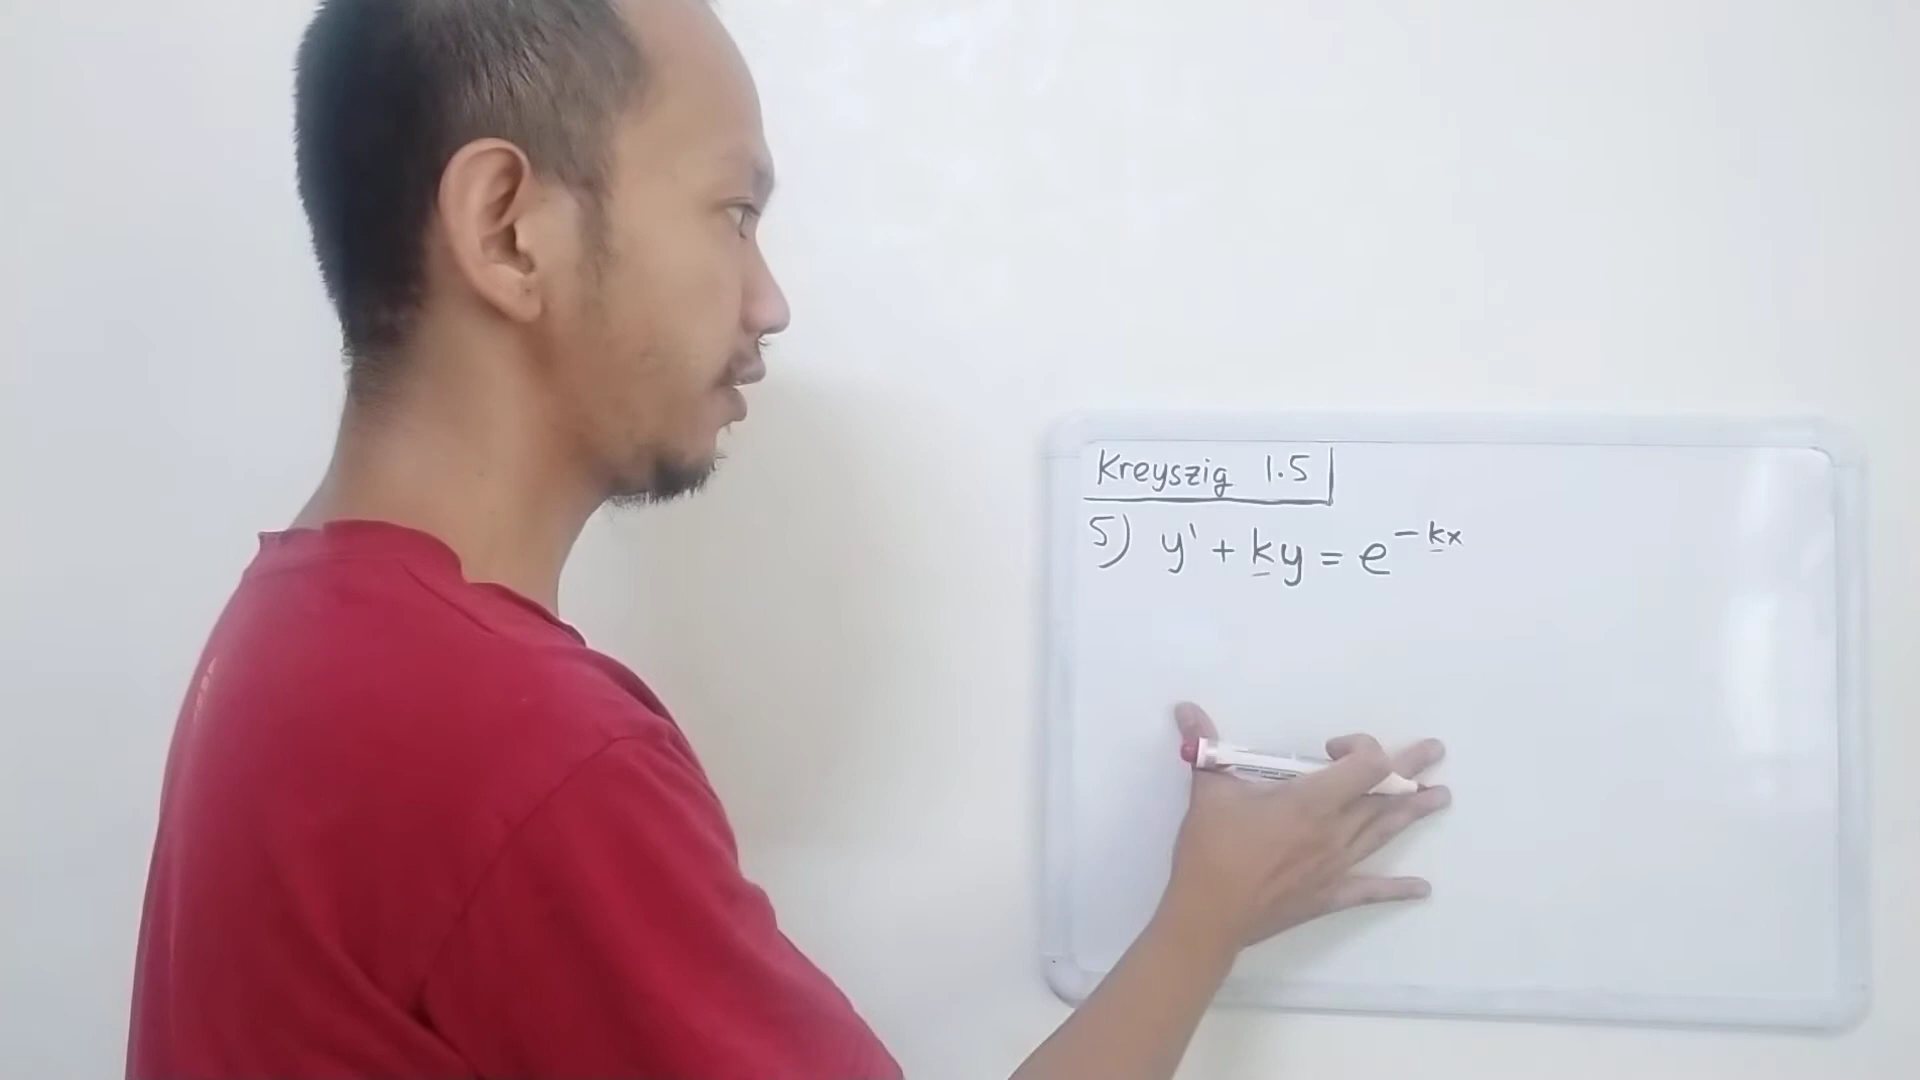 Kreyszig 1.5
5) y' + ky = e^{-kx}